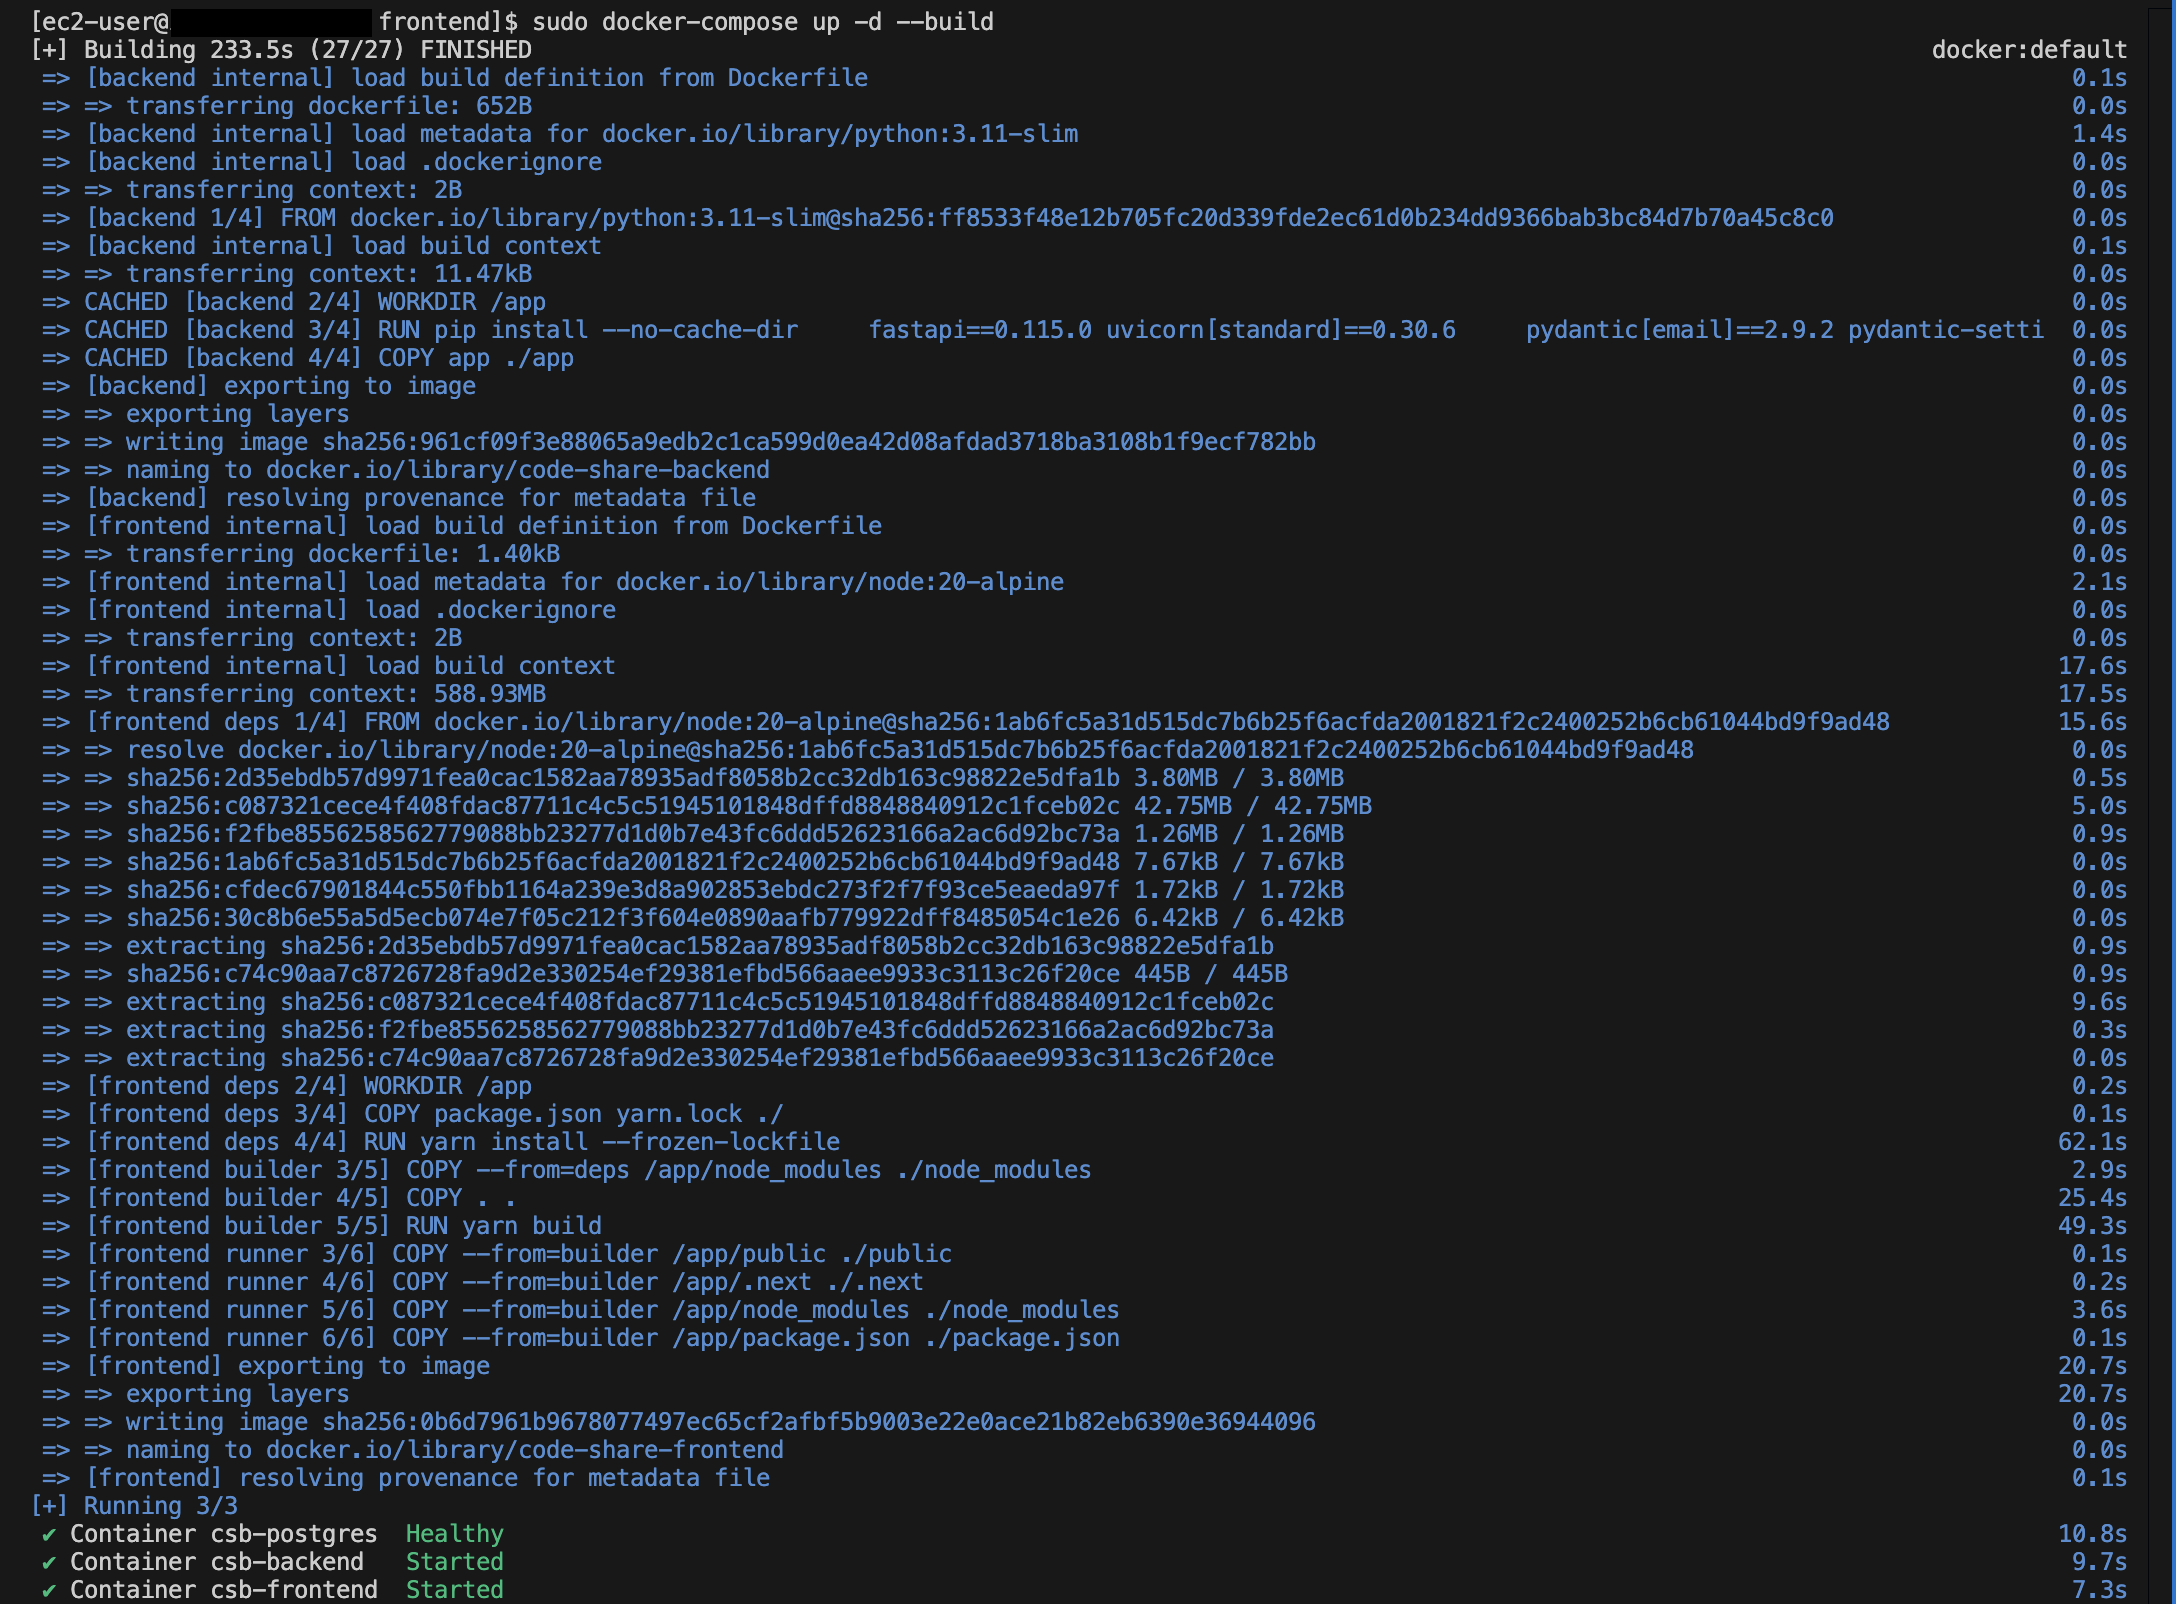 [ec2-user@ frontend]$ sudo docker-compose up -d --build
[+] Building 233.5s (27/27) FINISHED docker:default
=> [backend internal] load build definition from Dockerfile 0.1s
=> => transferring dockerfile: 652B 0.0s
=> [backend internal] load metadata for docker.io/library/python:3.11-slim 1.4s
=> [backend internal] load .dockerignore 0.0s
=> => transferring context: 2B 0.0s
=> [backend 1/4] FROM docker.io/library/python:3.11-slim@sha256:ff8533f48e12b705fc20d339fde2ec61d0b234dd9366bab3bc84d7b70a45c8c0 0.0s
=> [backend internal] load build context 0.1s
=> => transferring context: 11.47kB 0.0s
=> CACHED [backend 2/4] WORKDIR /app 0.0s
=> CACHED [backend 3/4] RUN pip install --no-cache-dir     fastapi==0.115.0 uvicorn[standard]==0.30.6     pydantic[email]==2.9.2 pydantic-setti 0.0s
=> CACHED [backend 4/4] COPY app ./app 0.0s
=> [backend] exporting to image 0.0s
=> => exporting layers 0.0s
=> => writing image sha256:961cf09f3e88065a9edb2c1ca599d0ea42d08afdad3718ba3108b1f9ecf782bb 0.0s
=> => naming to docker.io/library/code-share-backend 0.0s
=> [backend] resolving provenance for metadata file 0.0s
=> [frontend internal] load build definition from Dockerfile 0.0s
=> => transferring dockerfile: 1.40kB 0.0s
=> [frontend internal] load metadata for docker.io/library/node:20-alpine 2.1s
=> [frontend internal] load .dockerignore 0.0s
=> => transferring context: 2B 0.0s
=> [frontend internal] load build context 17.6s
=> => transferring context: 588.93MB 17.5s
=> [frontend deps 1/4] FROM docker.io/library/node:20-alpine@sha256:1ab6fc5a31d515dc7b6b25f6acfda2001821f2c2400252b6cb61044bd9f9ad48 15.6s
=> => resolve docker.io/library/node:20-alpine@sha256:1ab6fc5a31d515dc7b6b25f6acfda2001821f2c2400252b6cb61044bd9f9ad48 0.0s
=> => sha256:2d35ebdb57d9971fea0cac1582aa78935adf8058b2cc32db163c98822e5dfa1b 3.80MB / 3.80MB 0.5s
=> => sha256:c087321cece4f408fdac87711c4c5c51945101848dffd8848840912c1fceb02c 42.75MB / 42.75MB 5.0s
=> => sha256:f2fbe8556258562779088bb23277d1d0b7e43fc6ddd52623166a2ac6d92bc73a 1.26MB / 1.26MB 0.9s
=> => sha256:1ab6fc5a31d515dc7b6b25f6acfda2001821f2c2400252b6cb61044bd9f9ad48 7.67kB / 7.67kB 0.0s
=> => sha256:cfdec67901844c550fbb1164a239e3d8a902853ebdc273f2f7f93ce5eaeda97f 1.72kB / 1.72kB 0.0s
=> => sha256:30c8b6e55a5d5ecb074e7f05c212f3f604e0890aafb779922dff8485054c1e26 6.42kB / 6.42kB 0.0s
=> => extracting sha256:2d35ebdb57d9971fea0cac1582aa78935adf8058b2cc32db163c98822e5dfa1b 0.9s
=> => sha256:c74c90aa7c8726728fa9d2e330254ef29381efbd566aaee9933c3113c26f20ce 445B / 445B 0.9s
=> => extracting sha256:c087321cece4f408fdac87711c4c5c51945101848dffd8848840912c1fceb02c 9.6s
=> => extracting sha256:f2fbe8556258562779088bb23277d1d0b7e43fc6ddd52623166a2ac6d92bc73a 0.3s
=> => extracting sha256:c74c90aa7c8726728fa9d2e330254ef29381efbd566aaee9933c3113c26f20ce 0.0s
=> [frontend deps 2/4] WORKDIR /app 0.2s
=> [frontend deps 3/4] COPY package.json yarn.lock ./ 0.1s
=> [frontend deps 4/4] RUN yarn install --frozen-lockfile 62.1s
=> [frontend builder 3/5] COPY --from=deps /app/node_modules ./node_modules 2.9s
=> [frontend builder 4/5] COPY . . 25.4s
=> [frontend builder 5/5] RUN yarn build 49.3s
=> [frontend runner 3/6] COPY --from=builder /app/public ./public 0.1s
=> [frontend runner 4/6] COPY --from=builder /app/.next ./.next 0.2s
=> [frontend runner 5/6] COPY --from=builder /app/node_modules ./node_modules 3.6s
=> [frontend runner 6/6] COPY --from=builder /app/package.json ./package.json 0.1s
=> [frontend] exporting to image 20.7s
=> => exporting layers 20.7s
=> => writing image sha256:0b6d7961b9678077497ec65cf2afbf5b9003e22e0ace21b82eb6390e36944096 0.0s
=> => naming to docker.io/library/code-share-frontend 0.0s
=> [frontend] resolving provenance for metadata file 0.1s
[+] Running 3/3
✔ Container csb-postgres  Healthy 10.8s
✔ Container csb-backend   Started 9.7s
✔ Container csb-frontend  Started 7.3s